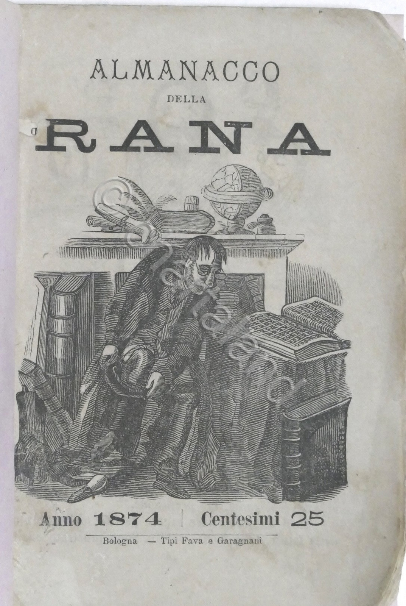 ALMANACCO
DELLA
RANA
Anno 1874 | Centesimi 25
Bologna — Tipi Fava e Garagnani